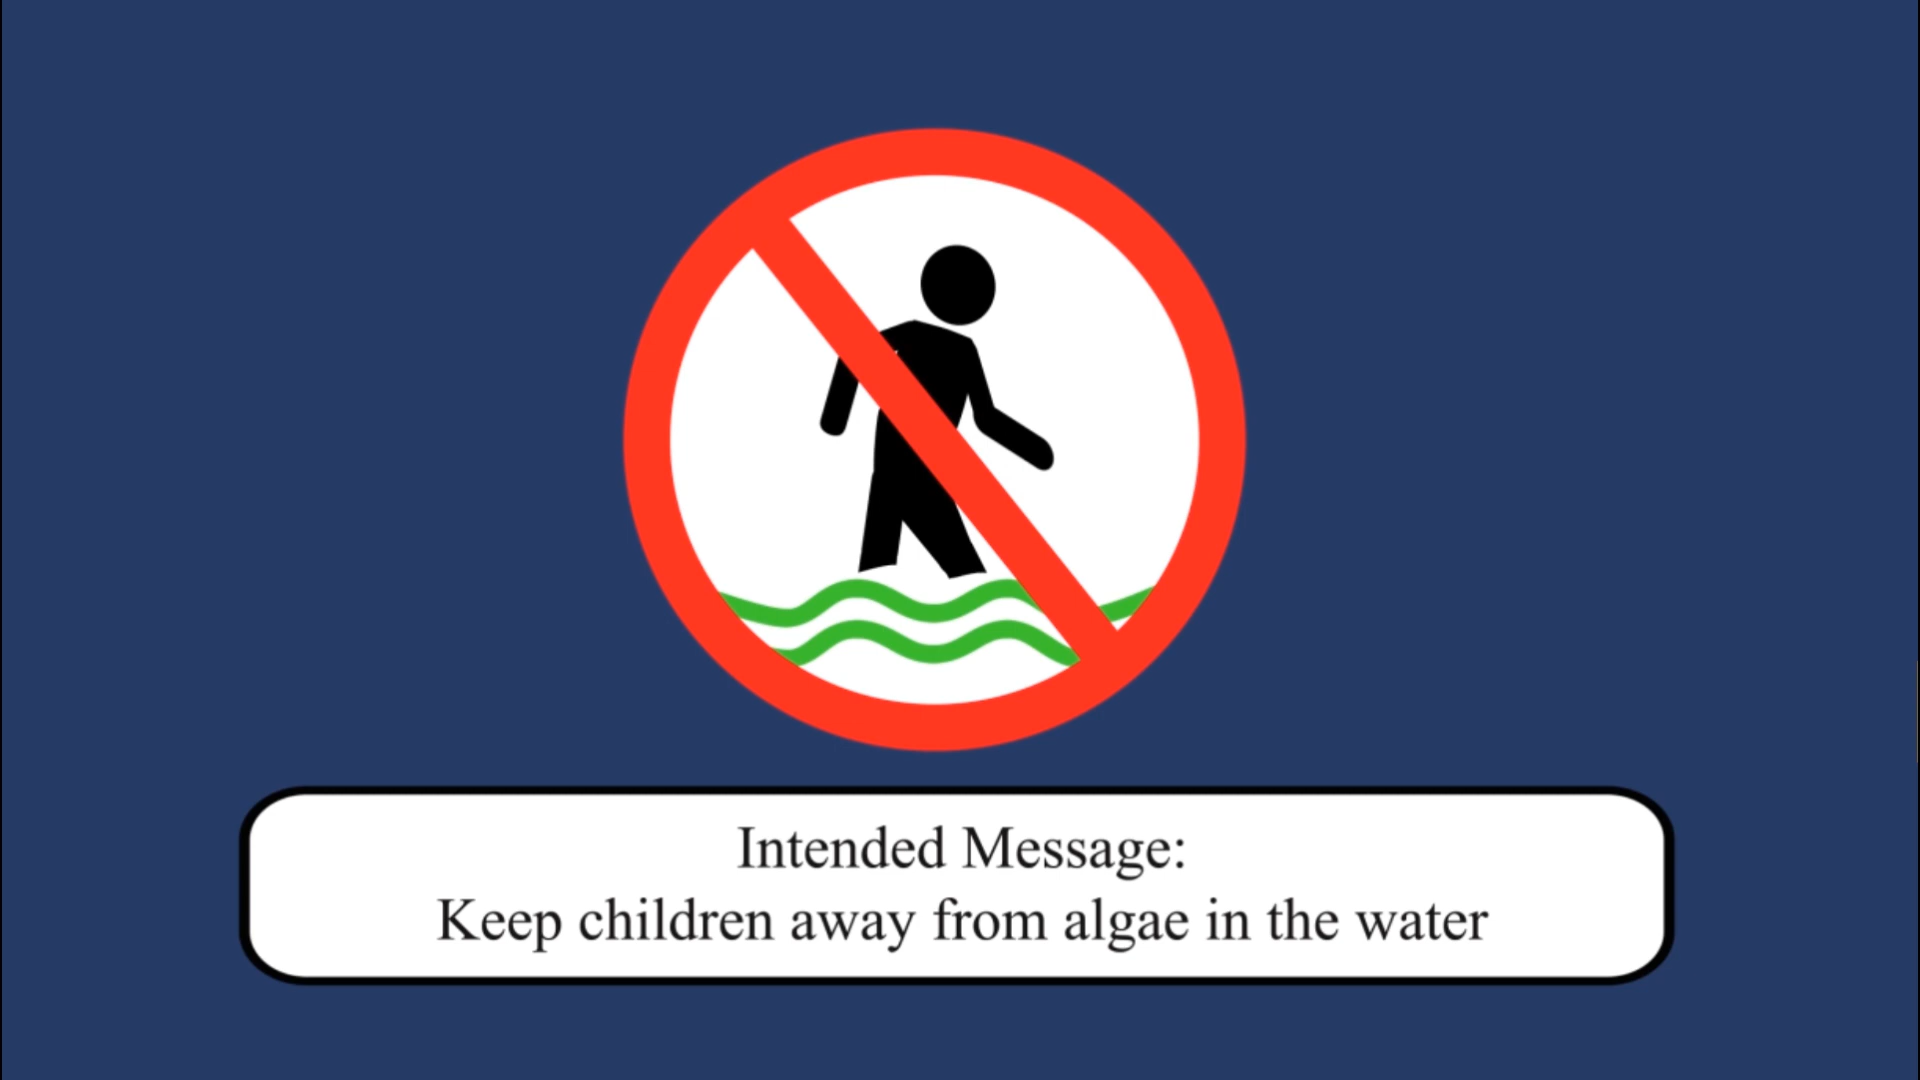 Intended Message:
Keep children away from algae in the water